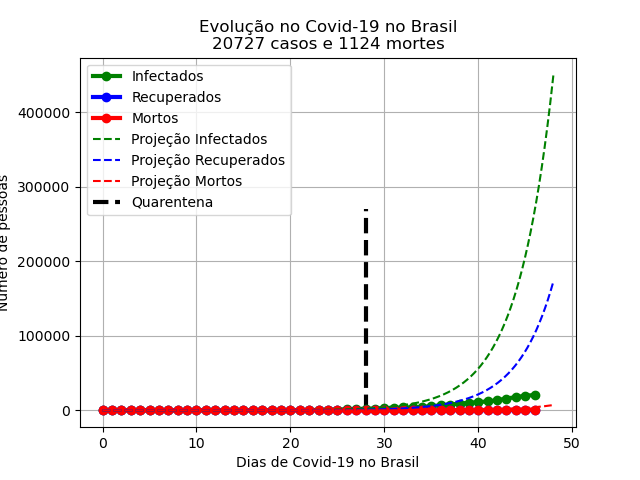 Evolução no Covid-19 no Brasil
20727 casos e 1124 mortes
Infectados
Recuperados
Mortos
Projeção Infectados
Projeção Recuperados
Projeção Mortos
Quarentena
Número de pessoas
400000
300000
200000
100000
0
0 10 20 30 40 50
Dias de Covid-19 no Brasil